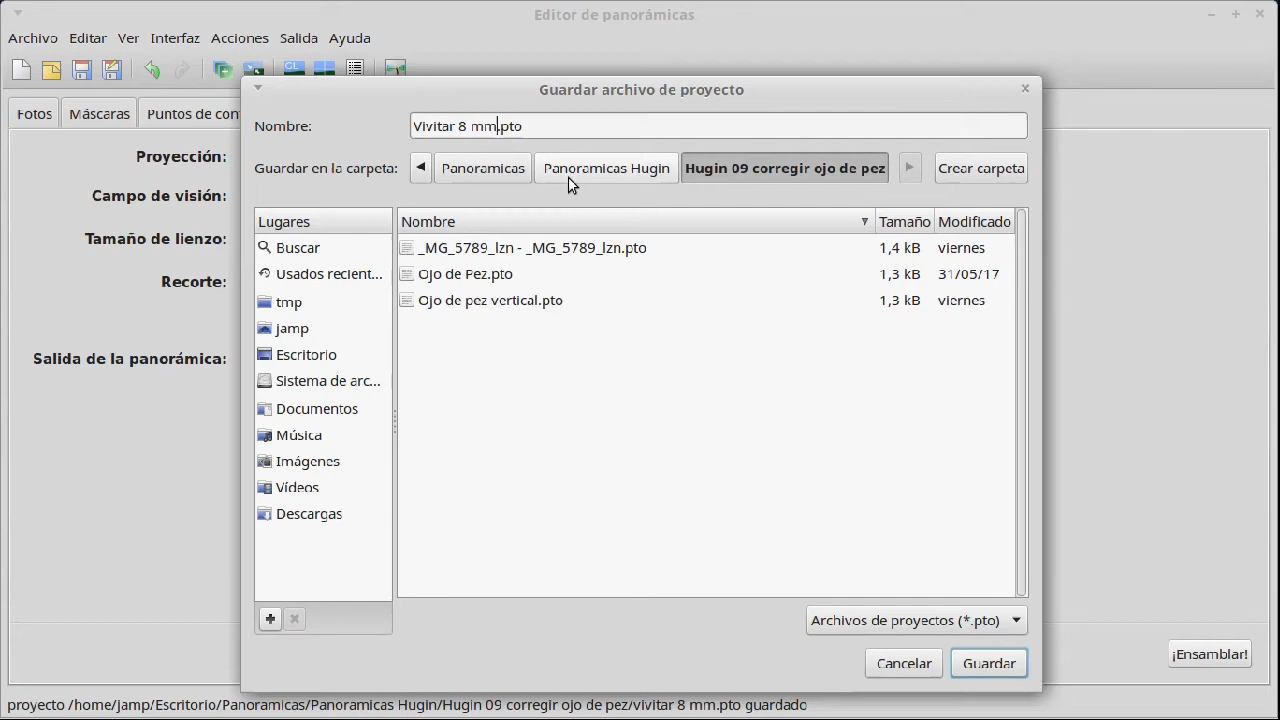 Editor de panorámicas
Archivo Editar Ver Interfaz Acciones Salida Ayuda
GL
Guardar archivo de proyecto
Fotos Máscaras Puntos de con
Nombre: Vivitar 8 mm.pto
Guardar en la carpeta: Panoramicas Panoramicas Hugin Hugin 09 corregir ojo de pez Crear carpeta
Proyección:
Campo de visión:
Tamaño de lienzo:
Recorte:
Salida de la panorámica:
Lugares
Buscar
Usados recient...
tmp
jamp
Escritorio
Sistema de arc...
Documentos
Música
Imágenes
Vídeos
Descargas
Nombre Tamaño Modificado
_MG_5789_lzn - _MG_5789_lzn.pto 1,4 kB viernes
Ojo de Pez.pto 1,3 kB 31/05/17
Ojo de pez vertical.pto 1,3 kB viernes
Archivos de proyectos (*.pto)
Cancelar Guardar
¡Ensamblar!
proyecto /home/jamp/Escritorio/Panoramicas/Panoramicas Hugin/Hugin 09 corregir ojo de pez/vivitar 8 mm.pto guardado